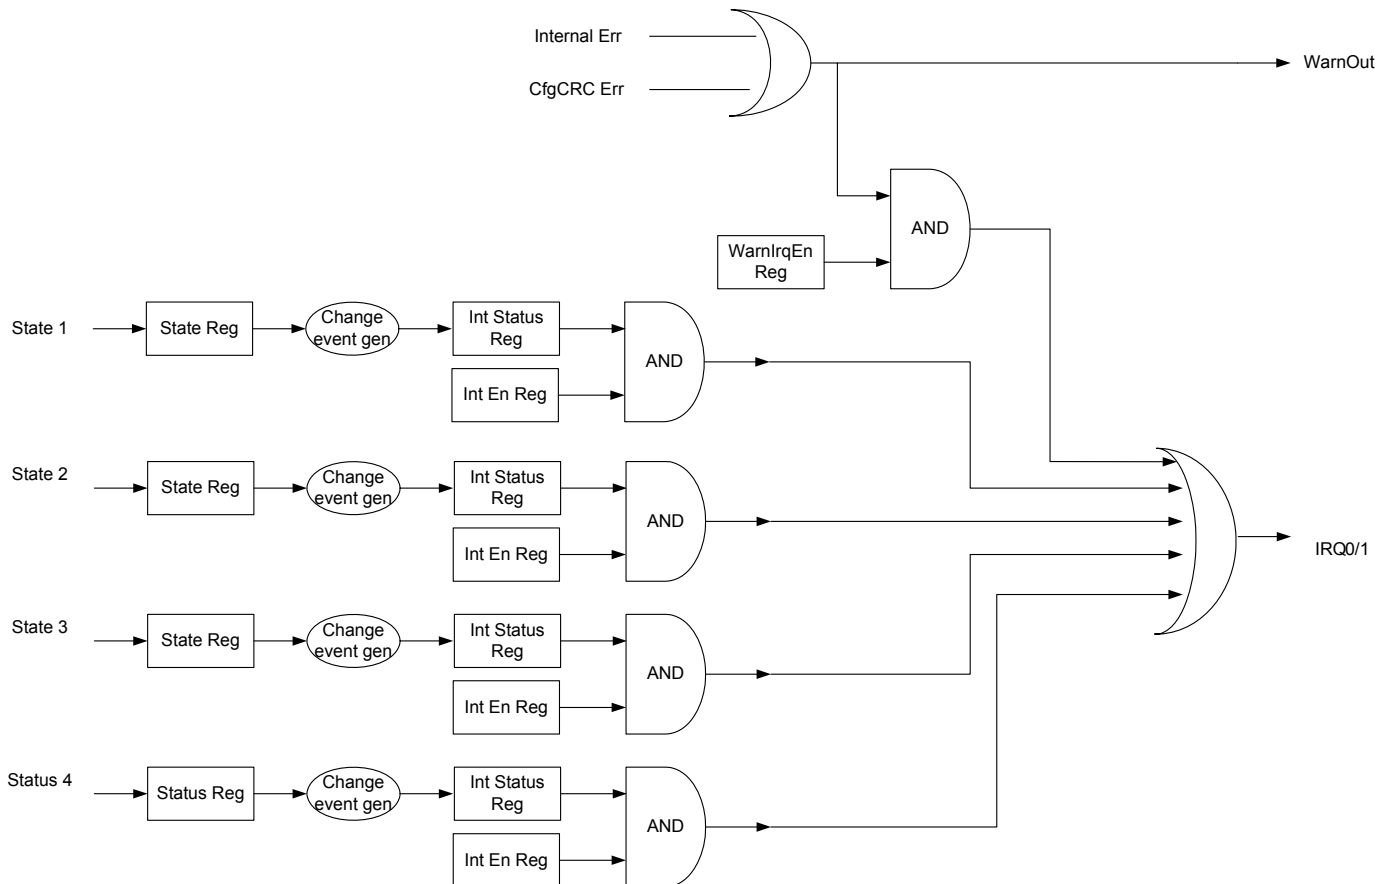 Internal Err
WarnOut
CfgCRC Err
AND
WarnIrqEn
Reg
State 1
State Reg
Change
event gen
Int Status
Reg
AND
Int En Reg
State 2
State Reg
Change
event gen
Int Status
Reg
AND
Int En Reg
IRQ0/1
State 3
State Reg
Change
event gen
Int Status
Reg
AND
Int En Reg
Status 4
Status Reg
Change
event gen
Int Status
Reg
AND
Int En Reg